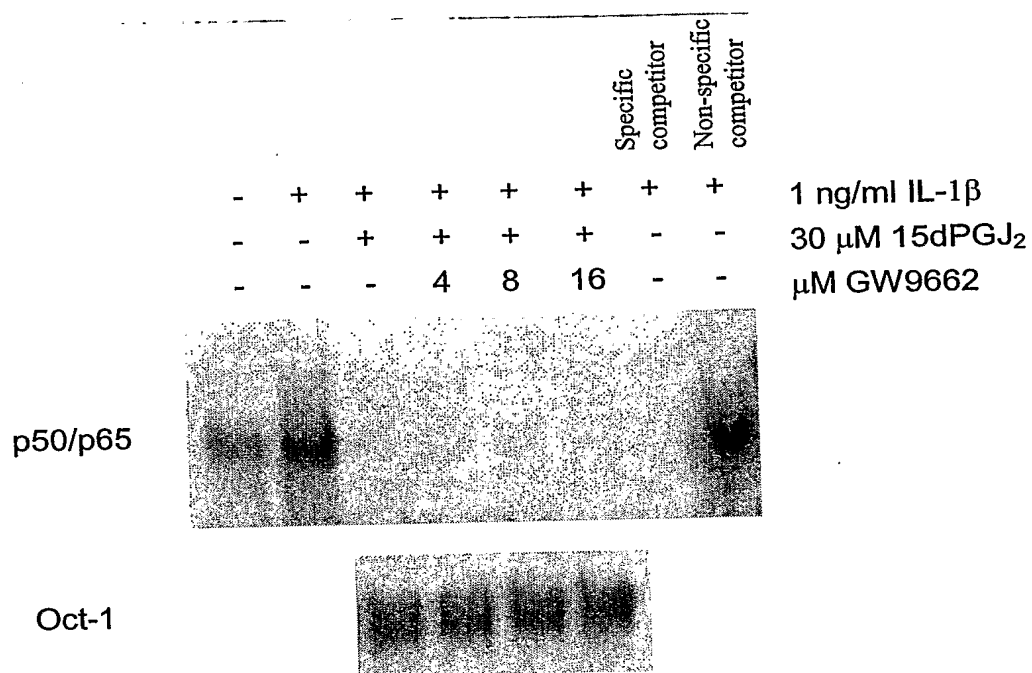 Specific
competitor
Non-specific
competitor
- + + + + + + + 1 ng/ml IL-1β
- - + + + + - - 30 μM 15dPGJ₂
- - - 4 8 16 - - μM GW9662
p50/p65
Oct-1